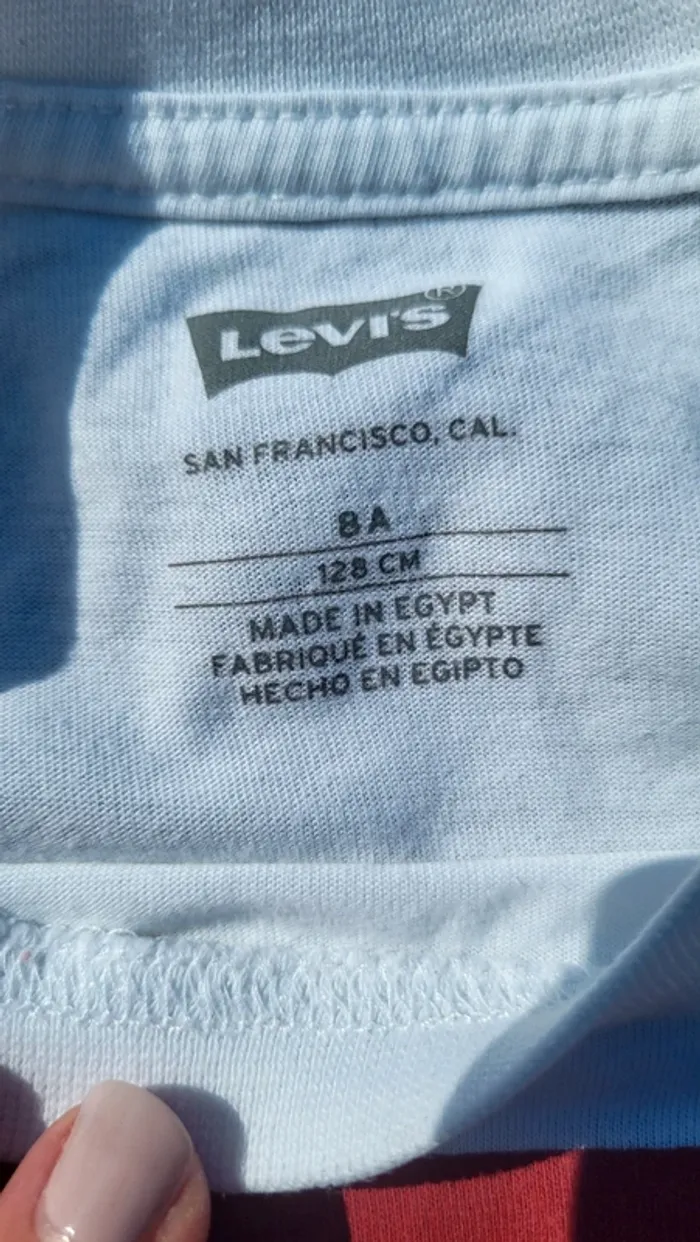 Levi's ®
SAN FRANCISCO, CAL.
8A
128 CM
MADE IN EGYPT
FABRIQUÉ EN ÉGYPTE
HECHO EN EGIPTO